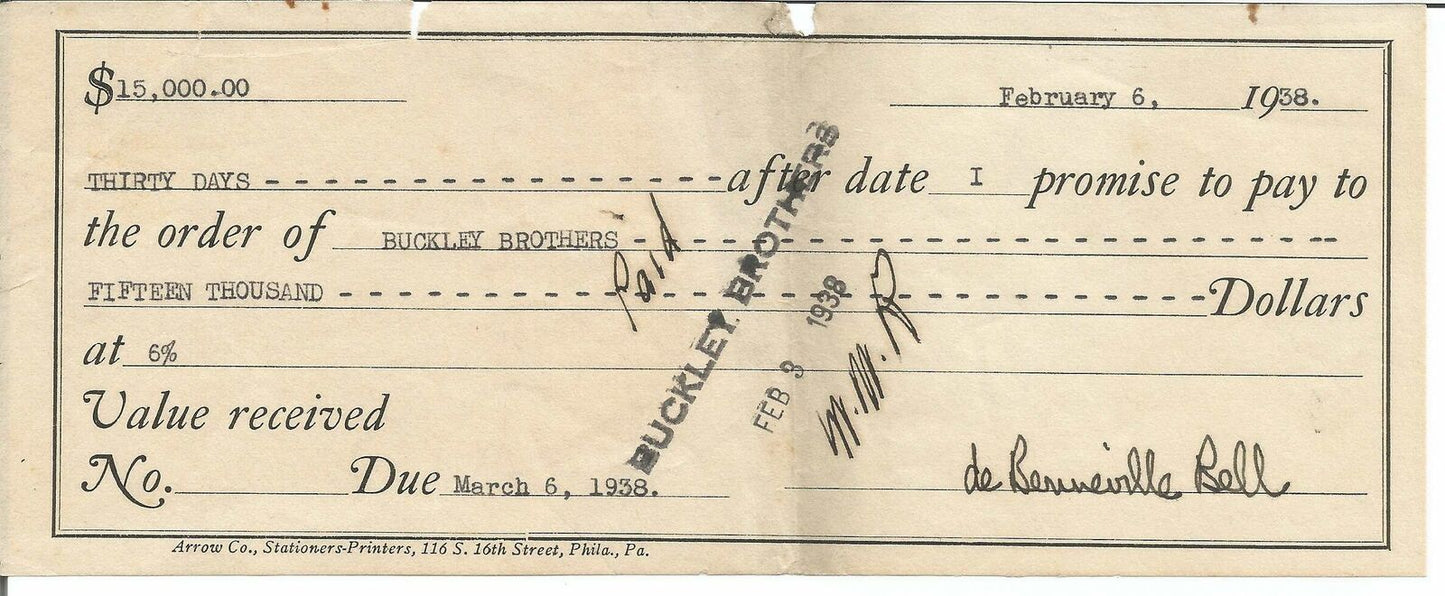 $15,000.00 February 6, 1938.
THIRTY DAYS - - - - - - - - - - - - - - - - - - after date I promise to pay to
the order of BUCKLEY BROTHERS - - - - - - - - - - - - - - - - - - - - - - - - - - -
FIFTEEN THOUSAND - - - - - - - - - - - - - - - - - - - - - - - - - - - - - - - - - Dollars
at 6%
Value received
No. Due March 6, 1938.
de Benneville Bell
Paid
BUCKLEY BROTHERS
FEB 3 1938
Arrow Co., Stationers-Printers, 116 S. 16th Street, Phila., Pa.